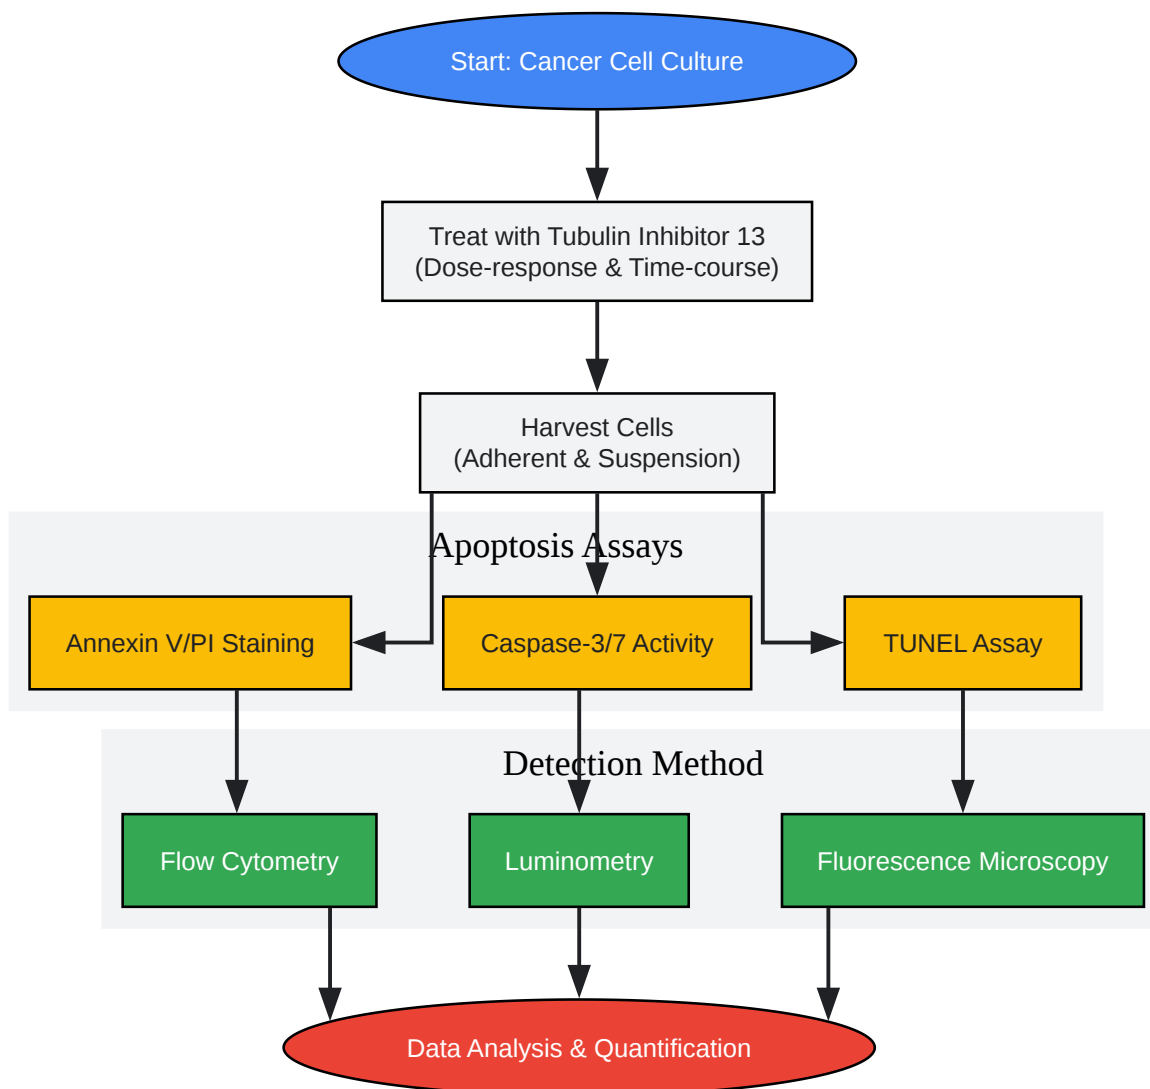 Start: Cancer Cell Culture
Treat with Tubulin Inhibitor 13
(Dose-response & Time-course)
Harvest Cells
(Adherent & Suspension)
Apoptosis Assays
Annexin V/PI Staining
Caspase-3/7 Activity
TUNEL Assay
Detection Method
Flow Cytometry
Luminometry
Fluorescence Microscopy
Data Analysis & Quantification